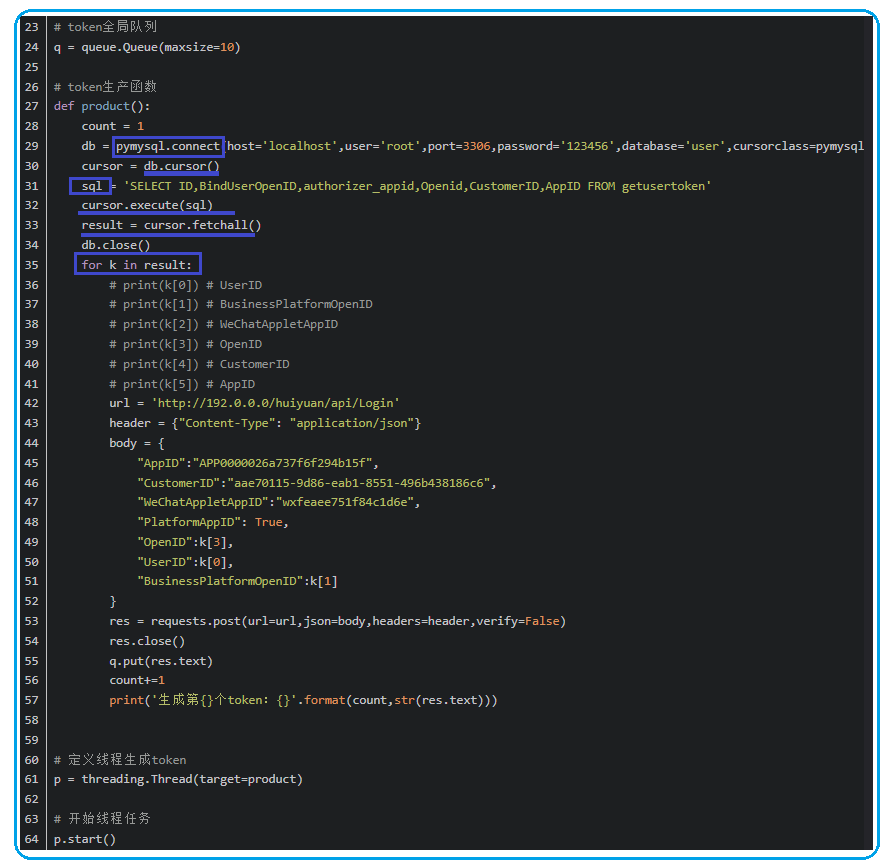 23 # token全局队列
24 q = queue.Queue(maxsize=10)
25
26 # token生产函数
27 def product():
28     count = 1
29     db = pymysql.connect(host='localhost',user='root',port=3306,password='123456',database='user',cursorclass=pymysql
30     cursor = db.cursor()
31     sql = 'SELECT ID,BindUserOpenID,authorizer_appid,Openid,CustomerID,AppID FROM getusertoken'
32     cursor.execute(sql)
33     result = cursor.fetchall()
34     db.close()
35     for k in result:
36         # print(k[0]) # UserID
37         # print(k[1]) # BusinessPlatformOpenID
38         # print(k[2]) # WeChatAppletAppID
39         # print(k[3]) # OpenID
40         # print(k[4]) # CustomerID
41         # print(k[5]) # AppID
42         url = 'http://192.0.0.0/huiyuan/api/Login'
43         header = {"Content-Type": "application/json"}
44         body = {
45             "AppID":"APP0000026a737f6f294b15f",
46             "CustomerID":"aae70115-9d86-eab1-8551-496b438186c6",
47             "WeChatAppletAppID":"wxfeaee751f84c1d6e",
48             "PlatformAppID": True,
49             "OpenID":k[3],
50             "UserID":k[0],
51             "BusinessPlatformOpenID":k[1]
52         }
53         res = requests.post(url=url,json=body,headers=header,verify=False)
54         res.close()
55         q.put(res.text)
56         count+=1
57         print('生成第{}个token: {}'.format(count,str(res.text)))
58
59
60 # 定义线程生成token
61 p = threading.Thread(target=product)
62
63 # 开始线程任务
64 p.start()